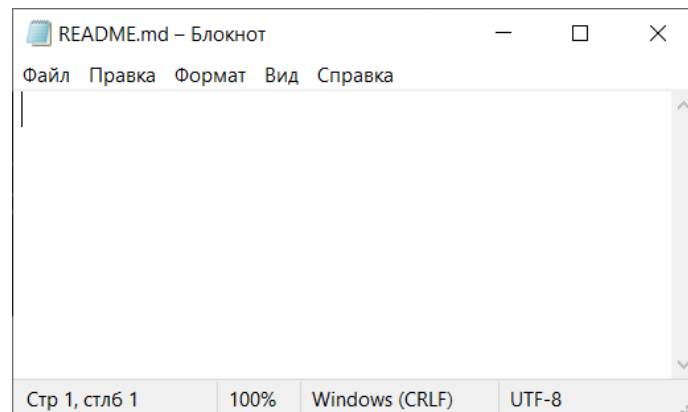 README.md – Блокнот
Файл Правка Формат Вид Справка
Стр 1, стлб 1 100% Windows (CRLF) UTF-8